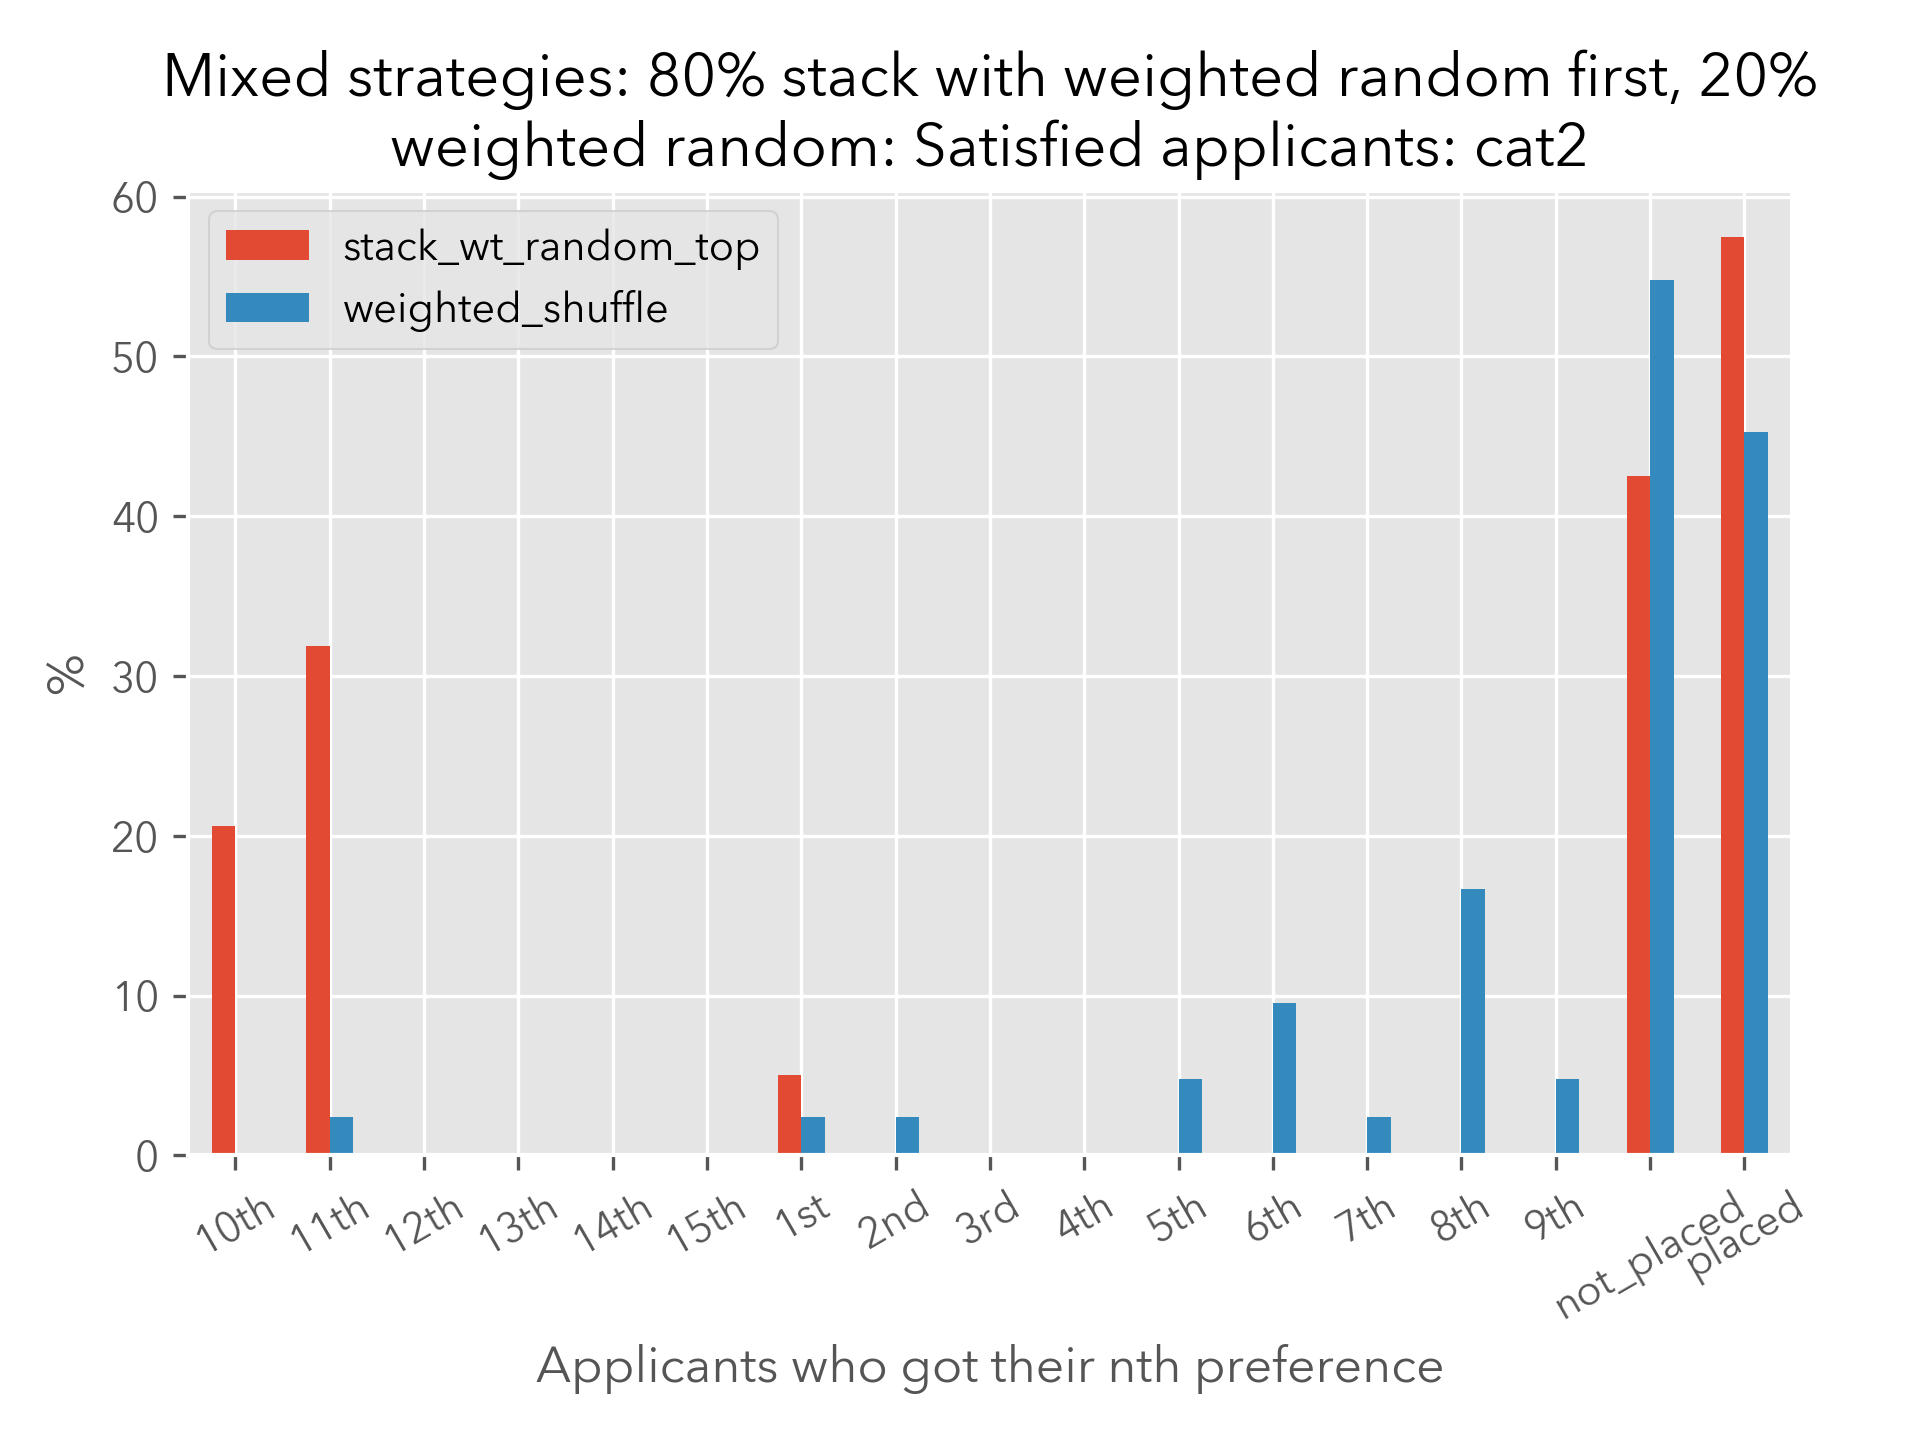 Mixed strategies: 80% stack with weighted random first, 20%
weighted random: Satisfied applicants: cat2
stack_wt_random_top
weighted_shuffle
60
50
40
30
20
10
0
%
10th
11th
12th
13th
14th
15th
1st
2nd
3rd
4th
5th
6th
7th
8th
9th
not_placed
placed
Applicants who got their nth preference